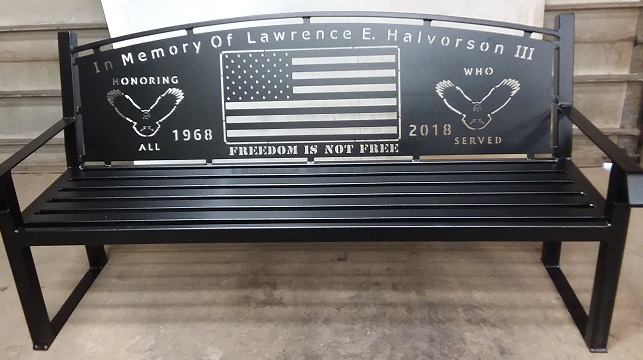 In Memory Of Lawrence E. Halvorson III
HONORING
ALL
1968
FREEDOM IS NOT FREE
2018
WHO
SERVED